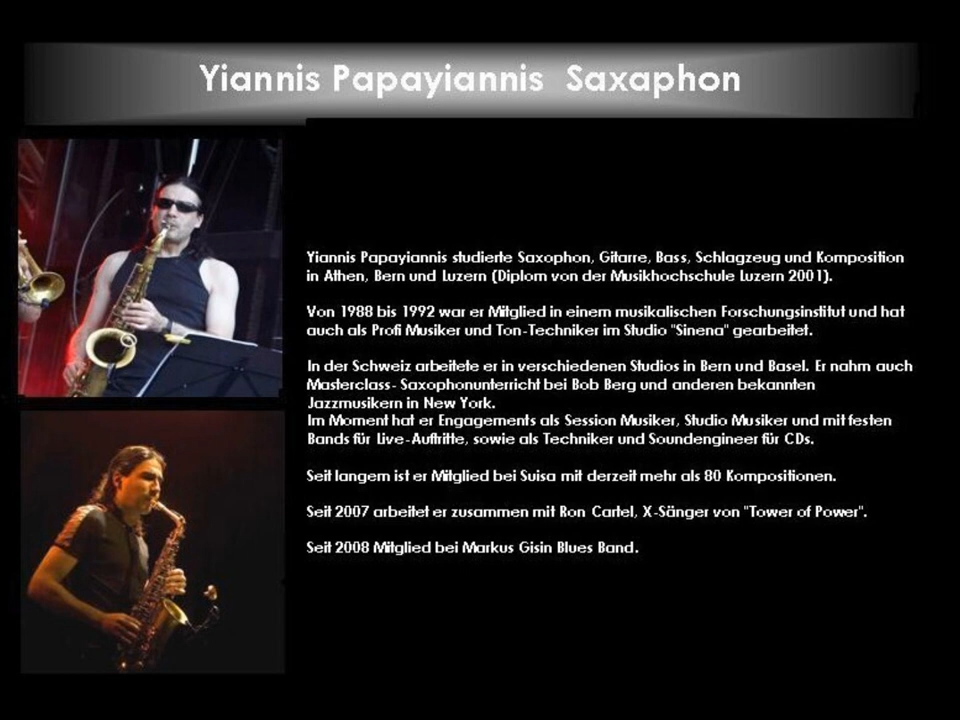 Yiannis Papayiannis Saxaphon
Yiannis Papayiannis studierte Saxophon, Gitarre, Bass, Schlagzeug und Komposition
in Athen, Bern und Luzern (Diplom von der Musikhochschule Luzern 2001).
Von 1988 bis 1992 war er Mitglied in einem musikalischen Forschungsinstitut und hat
auch als Profi Musiker und Ton-Techniker im Studio "Sinena" gearbeitet.
In der Schweiz arbeitete er in verschiedenen Studios in Bern und Basel. Er nahm auch
Masterclass- Saxophonunterricht bei Bob Berg und anderen bekannten
Jazzmusikern in New York.
Im Moment hat er Engagements als Session Musiker, Studio Musiker und mit festen
Bands für Live-Auftritte, sowie als Techniker und Soundengineer für CDs.
Seit langem ist er Mitglied bei Suisa mit derzeit mehr als 80 Kompositionen.
Seit 2007 arbeitet er zusammen mit Ron Cartel, X-Sänger von "Tower of Power".
Seit 2008 Mitglied bei Markus Gisin Blues Band.